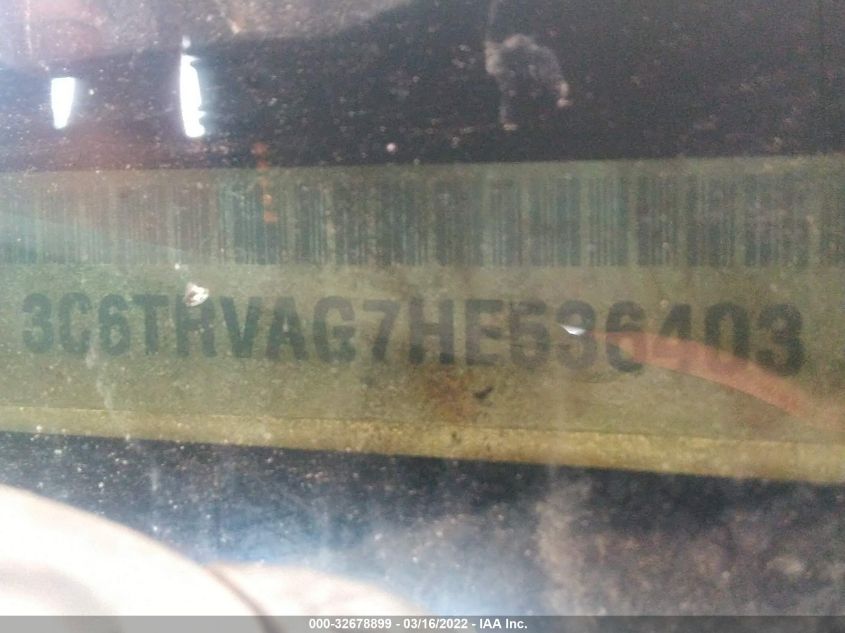 3C6TRVAG7HE536403
000-32678899 - 03/16/2022 - IAA Inc.